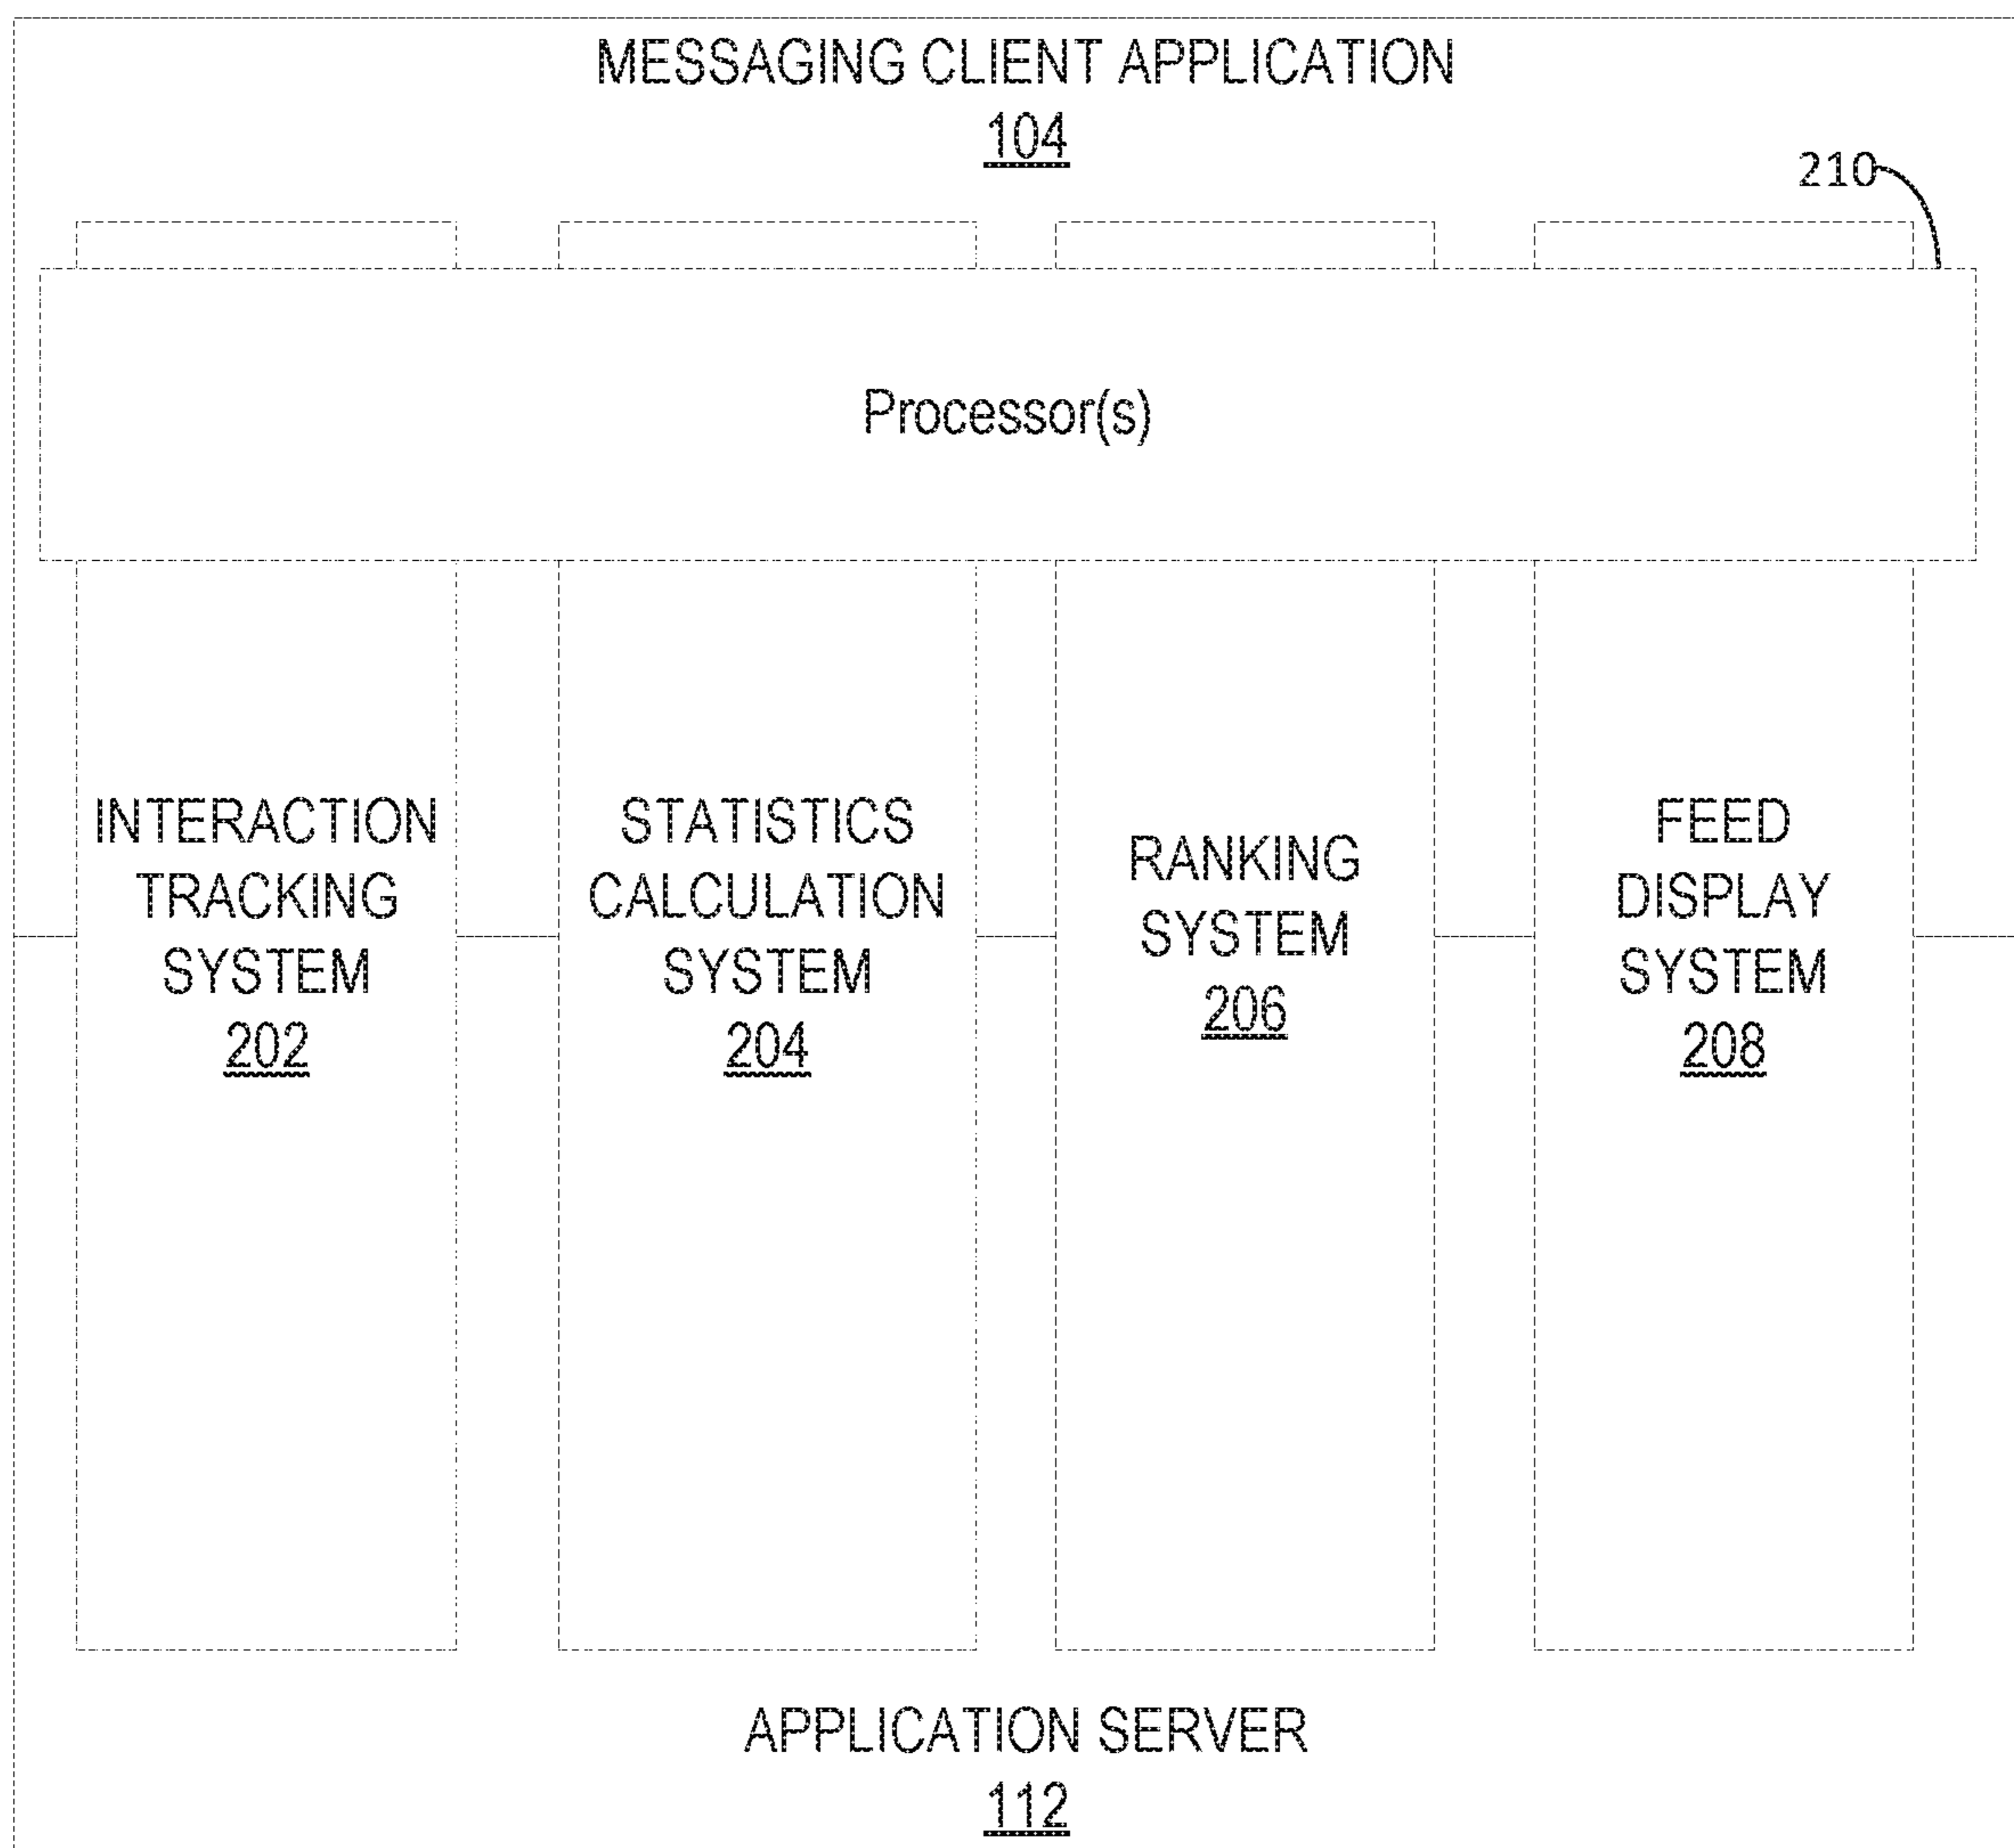 MESSAGING CLIENT APPLICATION
104
210
Processor(s)
INTERACTION
TRACKING
SYSTEM
202
STATISTICS
CALCULATION
SYSTEM
204
RANKING
SYSTEM
206
FEED
DISPLAY
SYSTEM
208
APPLICATION SERVER
112